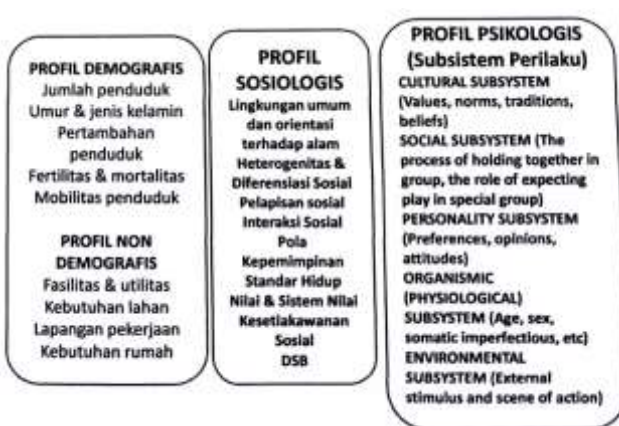 PROFIL DEMOGRAFIS
Jumlah penduduk
Umur & jenis kelamin
Pertambahan
penduduk
Fertilitas & mortalitas
Mobilitas penduduk
PROFIL NON
DEMOGRAFIS
Fasilitas & utilitas
Kebutuhan lahan
Lapangan pekerjaan
Kebutuhan rumah
PROFIL
SOSIOLOGIS
Lingkungan umum
dan orientasi
terhadap alam
Heterogenitas &
Diferensiasi Sosial
Pelapisan sosial
Interaksi Sosial
Pola
Kepemimpinan
Standar Hidup
Nilai & Sistem Nilai
Kesetiakawanan
Sosial
DSB
PROFIL PSIKOLOGIS
(Subsistem Perilaku)
CULTURAL SUBSYSTEM
(Values, norms, traditions,
beliefs)
SOCIAL SUBSYSTEM (The
process of holding together in
group, the role of expecting
play in special group)
PERSONALITY SUBSYSTEM
(Preferences, opinions,
attitudes)
ORGANISMIC
(PHYSIOLOGICAL)
SUBSYSTEM (Age, sex,
somatic imperfectious, etc)
ENVIRONMENTAL
SUBSYSTEM (External
stimulus and scene of action)